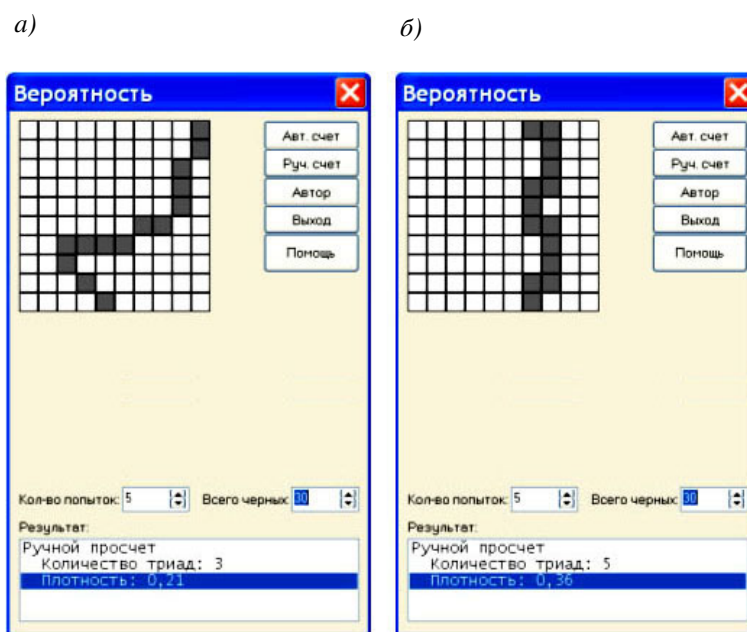 а)
Вероятность
Авт. счет
Руч. счет
Автор
Выход
Помощь
Кол-во попыток: 5 Всего черных: 30
Результат:
Ручной просчет
Количество триад: 3
Плотность: 0,21
б)
Вероятность
Авт. счет
Руч. счет
Автор
Выход
Помощь
Кол-во попыток: 5 Всего черных: 30
Результат:
Ручной просчет
Количество триад: 5
Плотность: 0,36